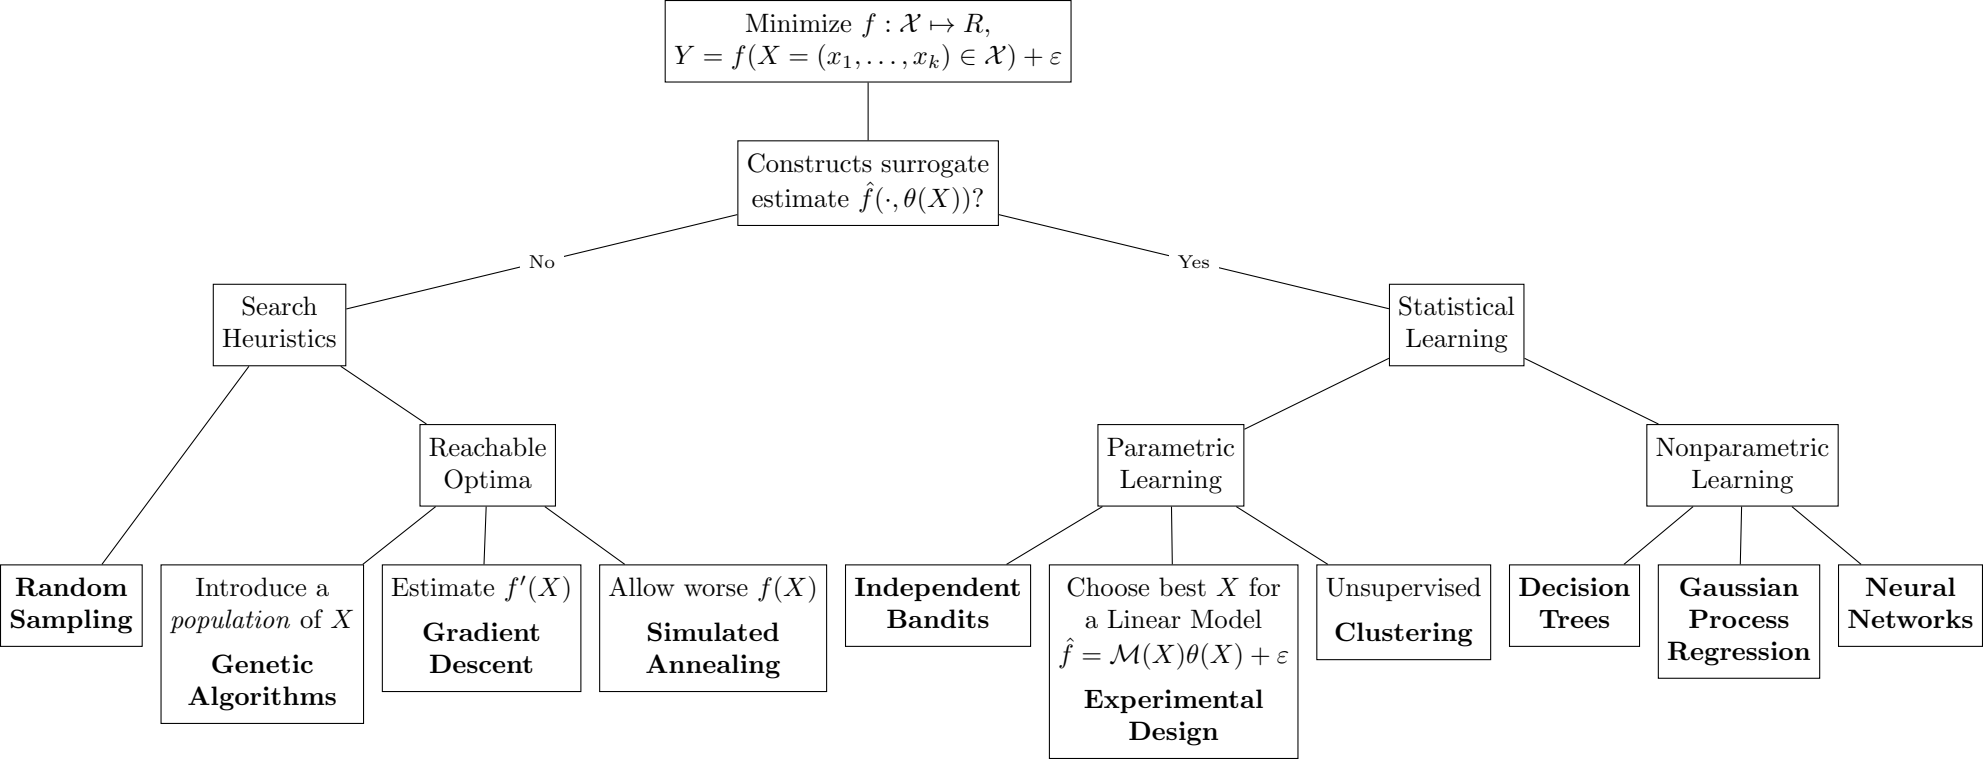 Minimize f : 𝒳 ↦ R,
Y = f(X = (x₁, . . . , xₖ) ∈ 𝒳) + ε
Constructs surrogate
estimate f̂(·, θ(X))?
No
Yes
Search
Heuristics
Statistical
Learning
Reachable
Optima
Parametric
Learning
Nonparametric
Learning
Random
Sampling
Introduce a
population of X
Genetic
Algorithms
Estimate f′(X)
Gradient
Descent
Allow worse f(X)
Simulated
Annealing
Independent
Bandits
Choose best X for
a Linear Model
f̂ = ℳ(X)θ(X) + ε
Experimental
Design
Unsupervised
Clustering
Decision
Trees
Gaussian
Process
Regression
Neural
Networks